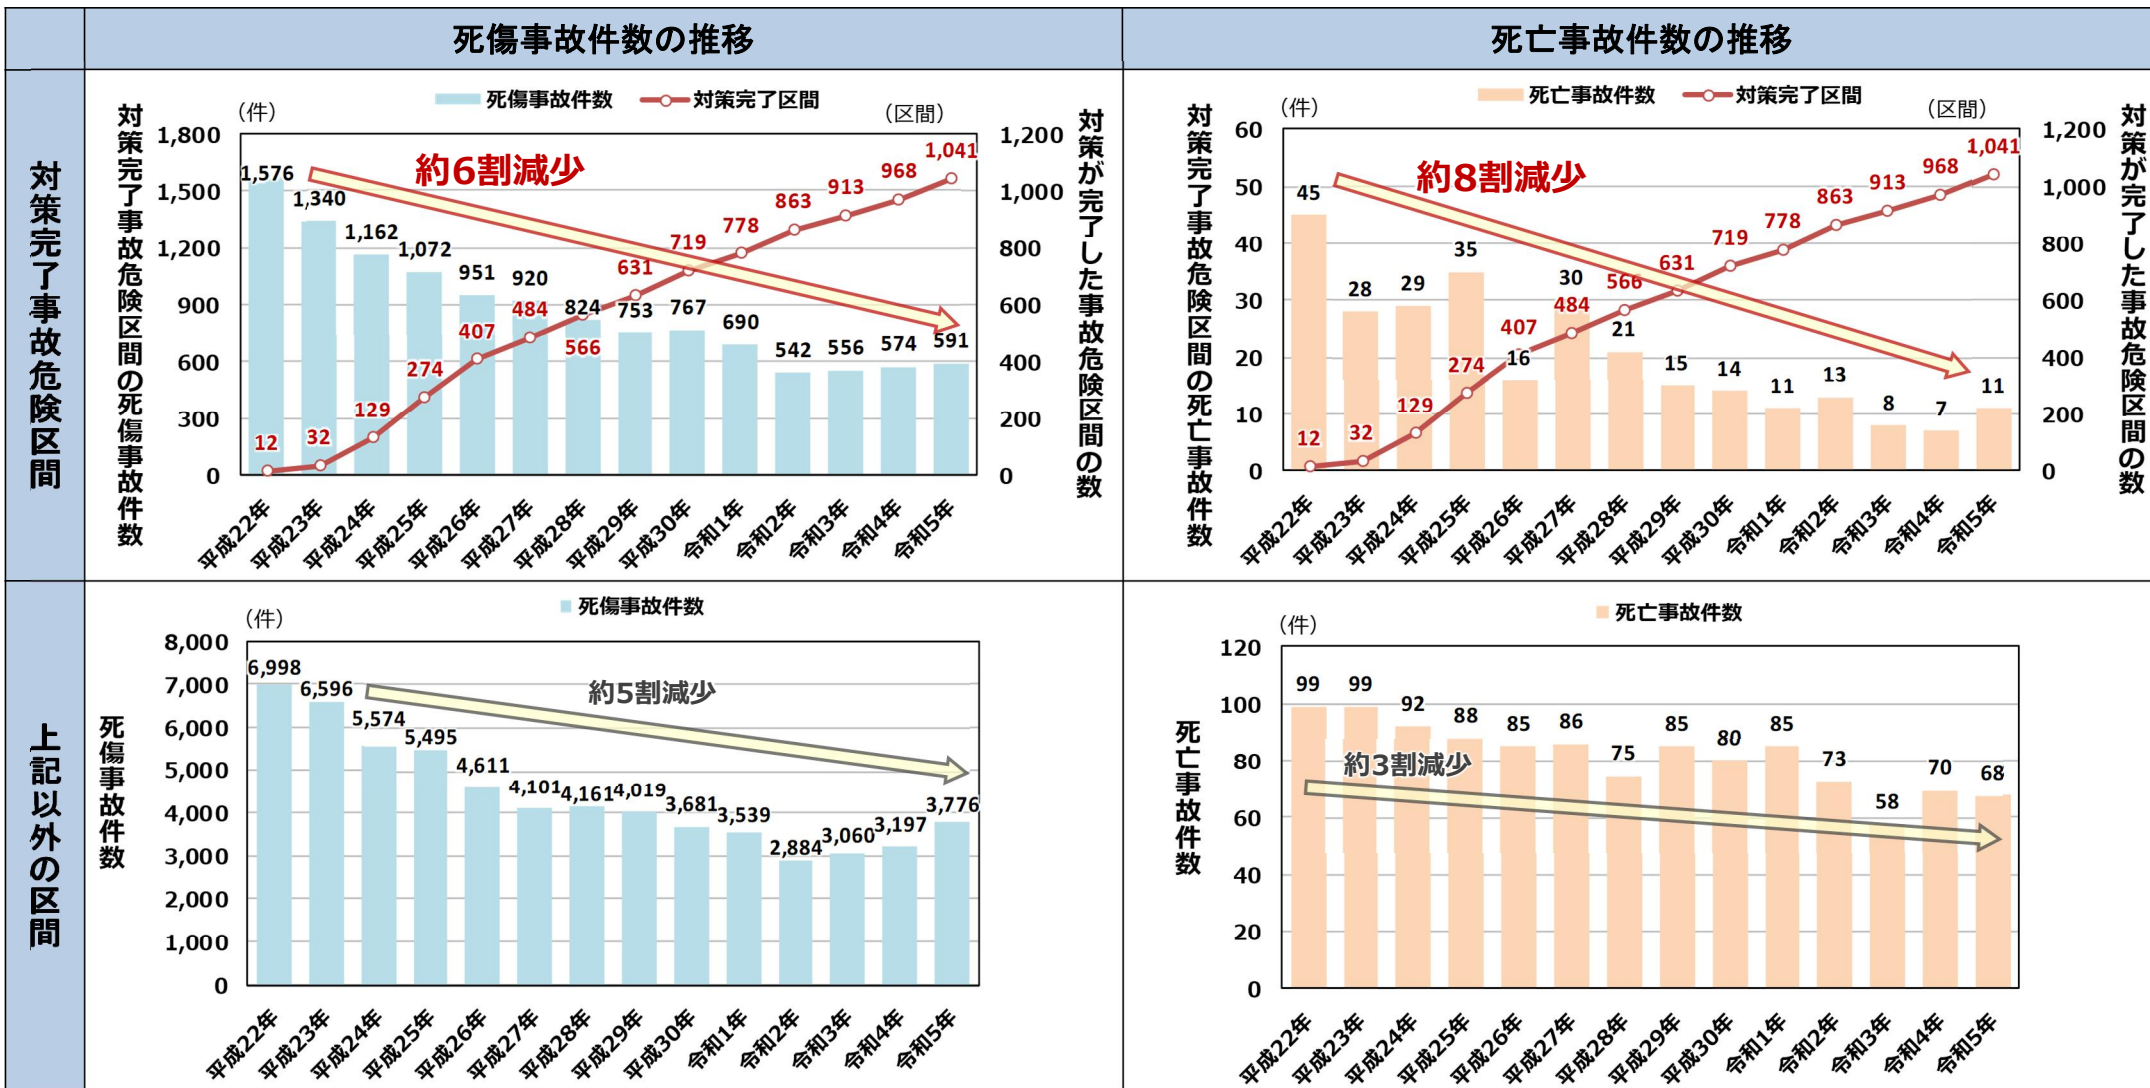 死傷事故件数の推移
死亡事故件数の推移
対策完了事故危険区間
対策完了事故危険区間の死傷事故件数
(件)
死傷事故件数
対策完了区間
(区間)
対策が完了した事故危険区間の数
1,800
1,500
1,200
900
600
300
0
1,200
1,000
800
600
400
200
0
約6割減少
1,576
1,340
1,162
1,072
951
920
824
753
767
690
542
556
574
591
12
32
129
274
407
484
566
631
719
778
863
913
968
1,041
平成22年
平成23年
平成24年
平成25年
平成26年
平成27年
平成28年
平成29年
平成30年
令和1年
令和2年
令和3年
令和4年
令和5年
対策完了事故危険区間の死亡事故件数
(件)
死亡事故件数
対策完了区間
(区間)
対策が完了した事故危険区間の数
60
50
40
30
20
10
0
1,200
1,000
800
600
400
200
0
約8割減少
45
28
29
35
16
30
21
15
14
11
13
8
7
11
12
32
129
274
407
484
566
631
719
778
863
913
968
1,041
平成22年
平成23年
平成24年
平成25年
平成26年
平成27年
平成28年
平成29年
平成30年
令和1年
令和2年
令和3年
令和4年
令和5年
上記以外の区間
死傷事故件数
(件)
死傷事故件数
8,000
7,000
6,000
5,000
4,000
3,000
2,000
1,000
0
約5割減少
6,998
6,596
5,574
5,495
4,611
4,101
4,161
4,019
3,681
3,539
2,884
3,060
3,197
3,776
平成22年
平成23年
平成24年
平成25年
平成26年
平成27年
平成28年
平成29年
平成30年
令和1年
令和2年
令和3年
令和4年
令和5年
死亡事故件数
(件)
死亡事故件数
120
100
80
60
40
20
0
約3割減少
99
99
92
88
85
86
75
85
80
85
73
58
70
68
平成22年
平成23年
平成24年
平成25年
平成26年
平成27年
平成28年
平成29年
平成30年
令和1年
令和2年
令和3年
令和4年
令和5年